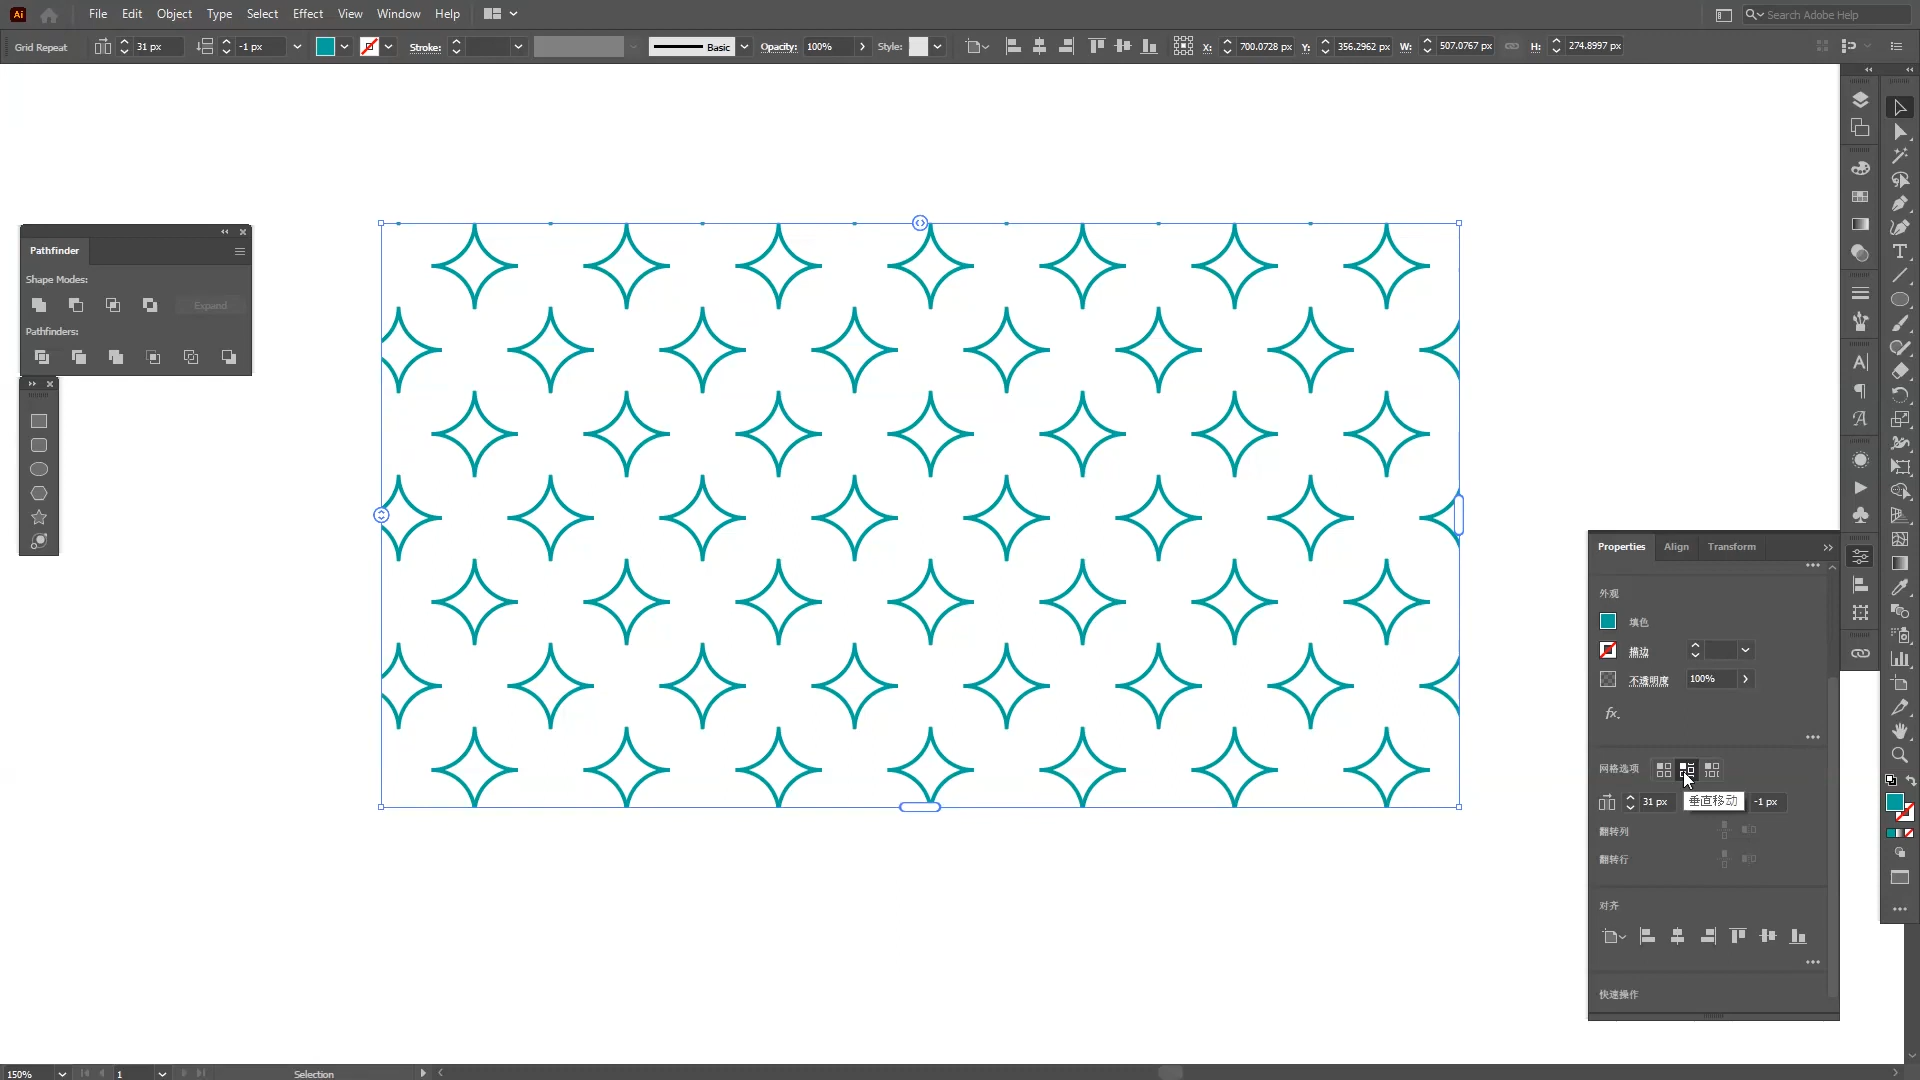 Ai File Edit Object Type Select Effect View Window Help Search Adobe Help
Grid Repeat 31 px -1 px Stroke: Basic Opacity: 100% Style: X: 700.0728 px Y: 356.2962 px W: 507.0767 px H: 274.8997 px
Pathfinder
Shape Modes:
Expand
Pathfinders:
Properties Align Transform
外观
填色
描边
不透明度 100%
fx.
网格选项
31 px 垂直移动 -1 px
翻转列
翻转行
对齐
快速操作
150% 1 Selection